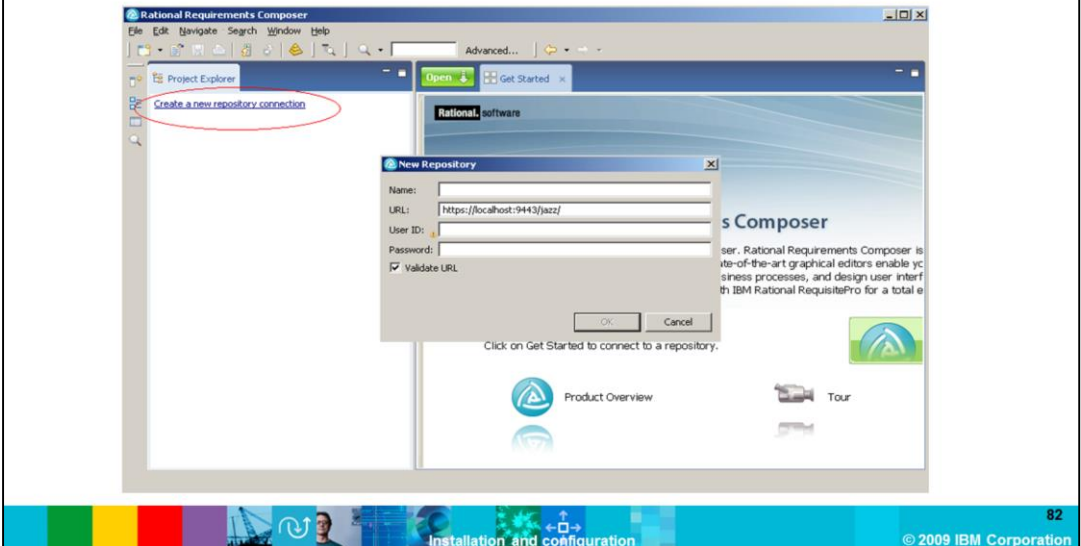 Rational Requirements Composer
File Edit Navigate Search Window Help
Advanced...
Project Explorer
Open
Get Started
Create a new repository connection
Rational. software
New Repository
Name:
URL: https://localhost:9443/jazz/
User ID:
Password:
Validate URL
OK
Cancel
s Composer
ser. Rational Requirements Composer is
te-of-the-art graphical editors enable yo
siness processes, and design user interf
th IBM Rational RequisitePro for a total e
Click on Get Started to connect to a repository.
Product Overview
Tour
82
Installation and configuration
© 2009 IBM Corporation